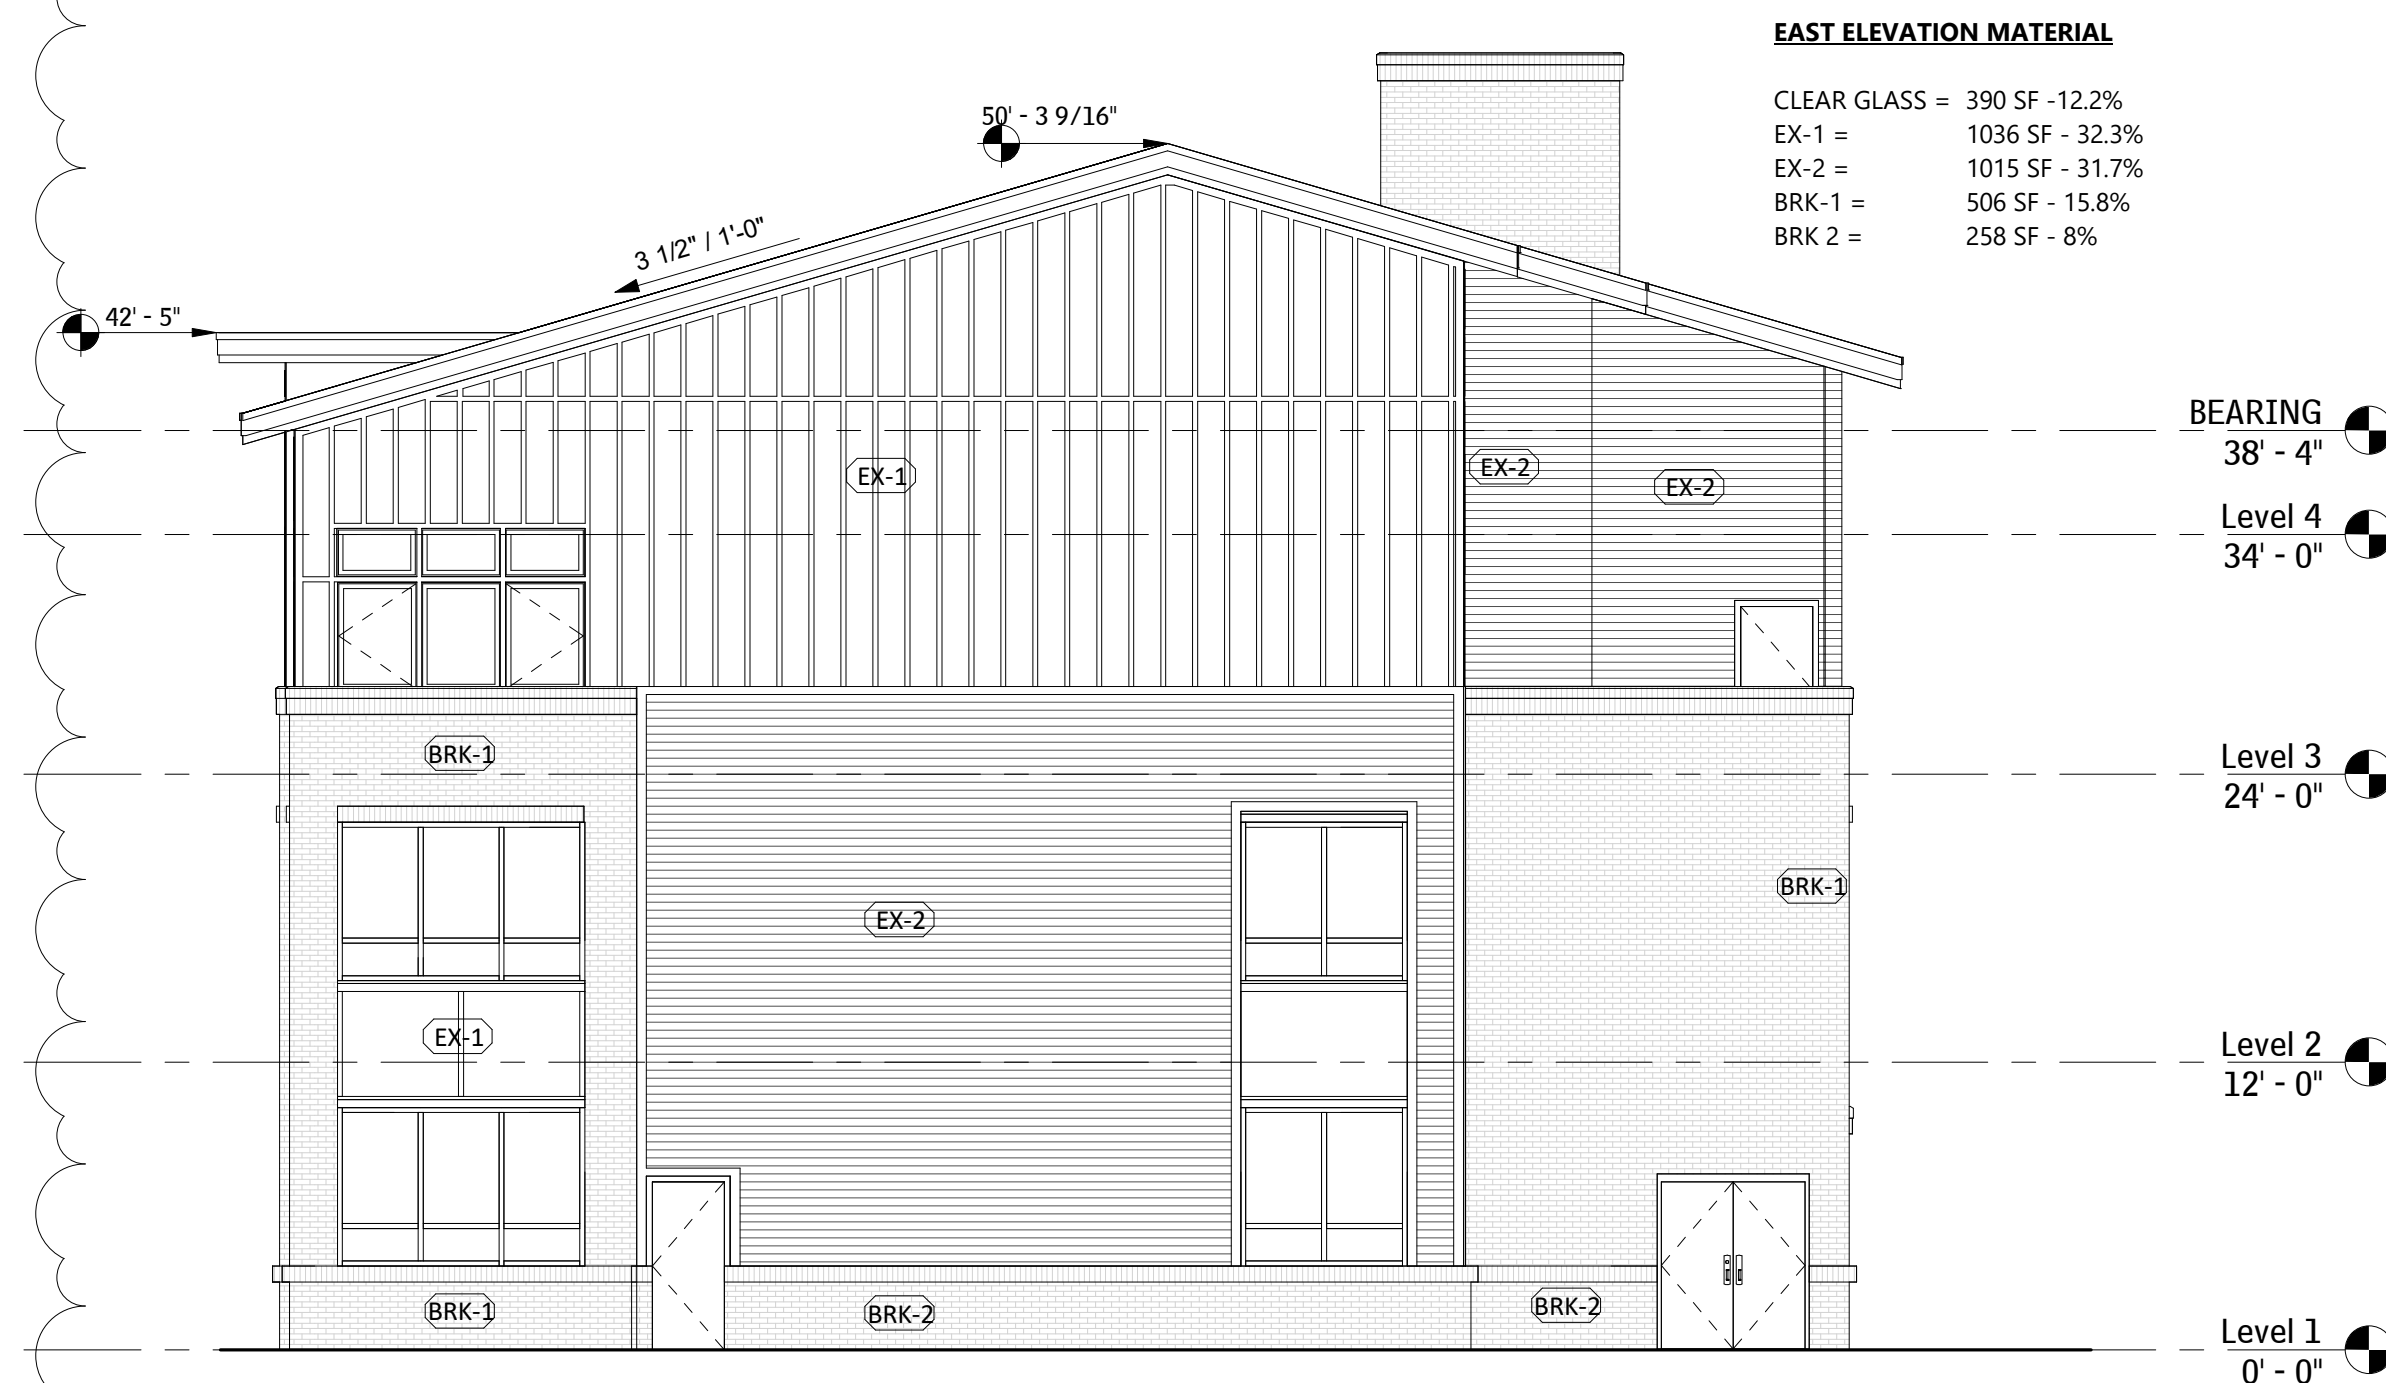 EAST ELEVATION MATERIAL
CLEAR GLASS = 390 SF -12.2%
EX-1 = 1036 SF - 32.3%
EX-2 = 1015 SF - 31.7%
BRK-1 = 506 SF - 15.8%
BRK 2 = 258 SF - 8%
50' - 3 9/16"
3 1/2" / 1'-0"
42' - 5"
BEARING
38' - 4"
EX-1
EX-2
EX-2
Level 4
34' - 0"
BRK-1
Level 3
24' - 0"
BRK-1
EX-2
EX-1
Level 2
12' - 0"
BRK-1
BRK-2
BRK-2
Level 1
0' - 0"